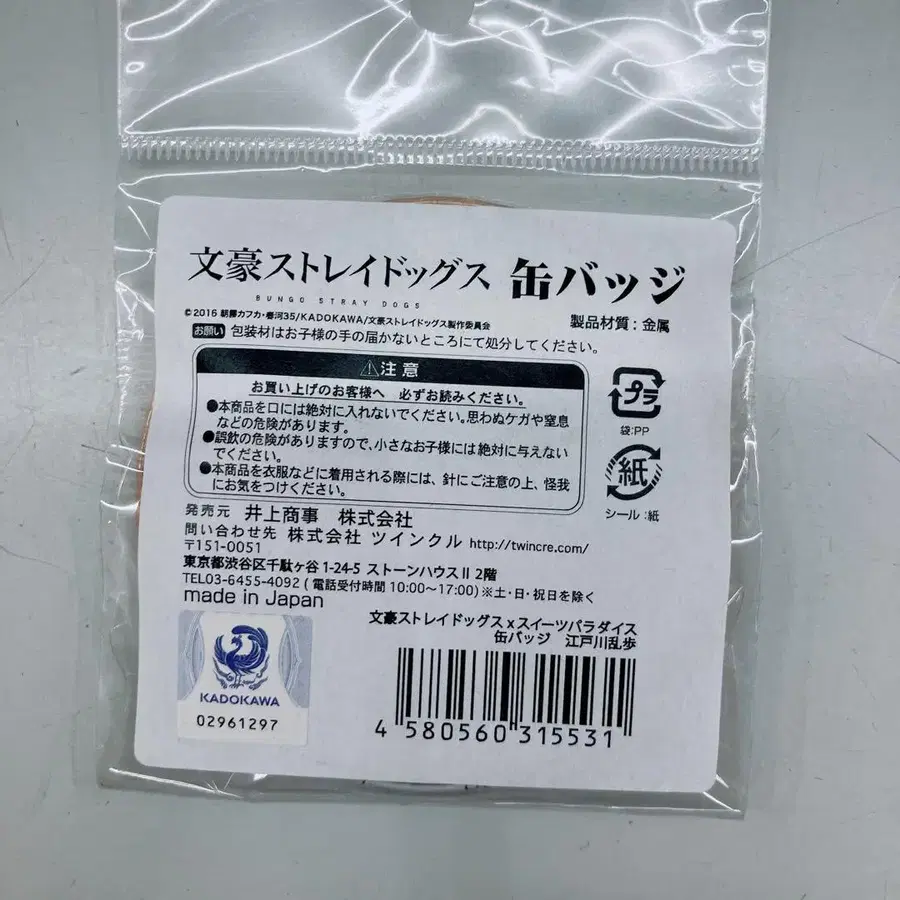 文豪ストレイドッグス 缶バッジ
BUNGO STRAY DOGS
©2016 朝霧カフカ・春河35/KADOKAWA/文豪ストレイドッグス製作委員会
製品材質:金属
お願い 包装材はお子様の手の届かないところにて処分してください。
⚠注意
お買い上げのお客様へ 必ずお読みください。
●本商品を口には絶対に入れないでください。思わぬケガや窒息
などの危険があります。
●誤飲の危険がありますので、小さなお子様には絶対に与えない
でください。
●本商品を衣服などに着用される際には、針にご注意の上、怪我
にお気をつけください。
プラ
袋:PP
紙
シール:紙
発売元 井上商事 株式会社
問い合わせ先 株式会社 ツインクル http://twincre.com/
〒151-0051
東京都渋谷区千駄ヶ谷 1-24-5 ストーンハウスⅡ 2階
TEL03-6455-4092 (電話受付時間 10:00〜17:00)※土・日・祝日を除く
made in Japan
文豪ストレイドッグス x スイーツパラダイス
缶バッジ 江戸川乱歩
KADOKAWA
02961297
4 580560 315531